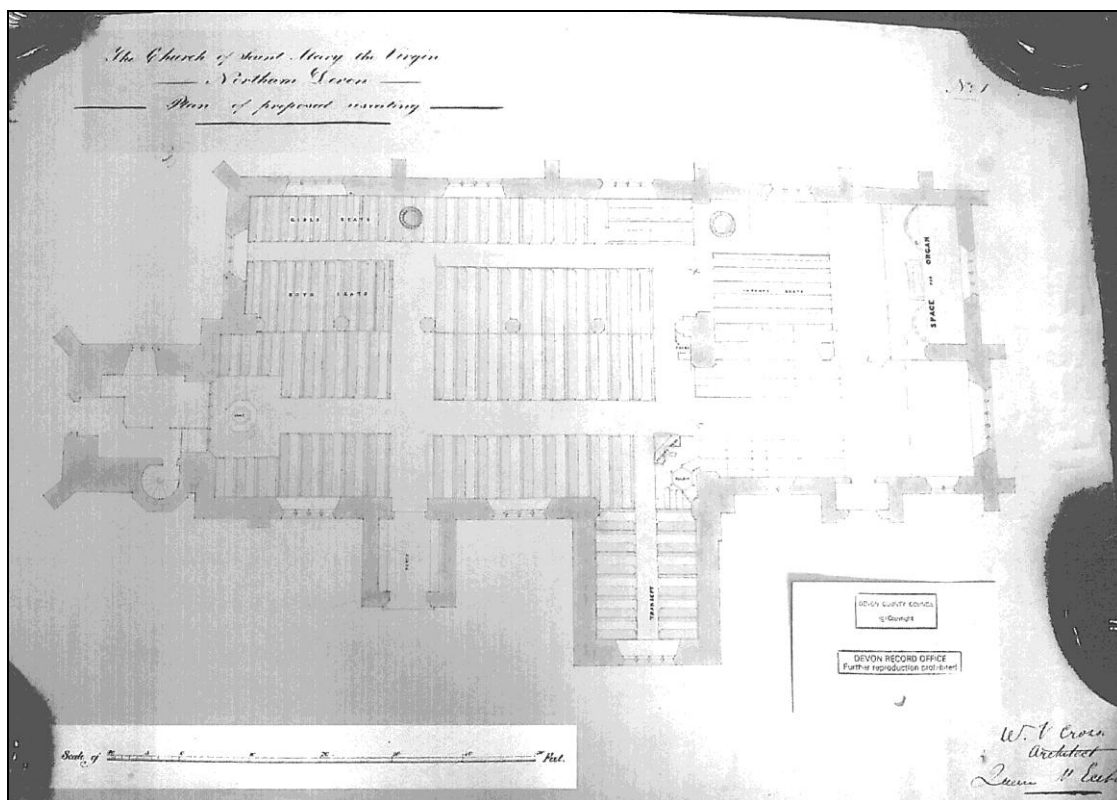 The Church of Saint Mary the Virgin
Northam Devon
Plan of proposed reseating
No 1
GIRLS SEATS
BOYS SEATS
SPACE FOR ORGAN
FONT
PORCH
TRANSEPT
DEVON COUNTY COUNCIL
Copyright
DEVON RECORD OFFICE
Further reproduction prohibited
Scale of
Feet.
W. V Cross
Architect